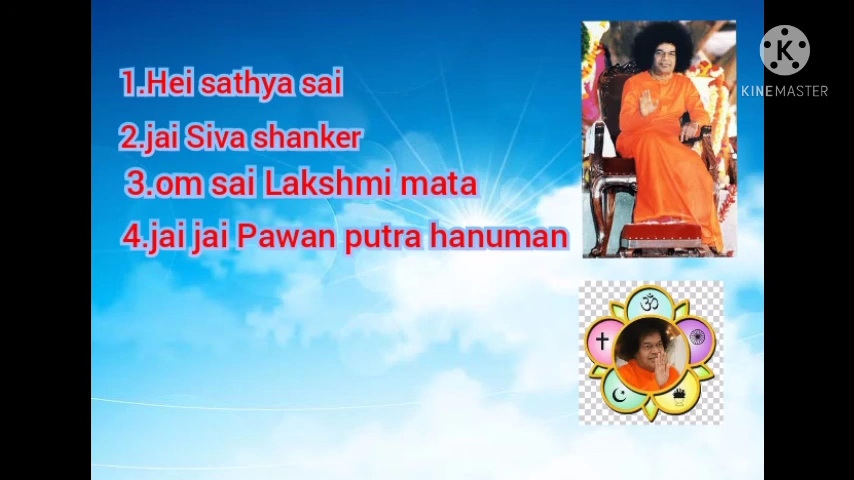 1.Hei sathya sai
2.jai Siva shanker
3.om sai Lakshmi mata
4.jai jai Pawan putra hanuman
K
KINEMASTER
ॐ